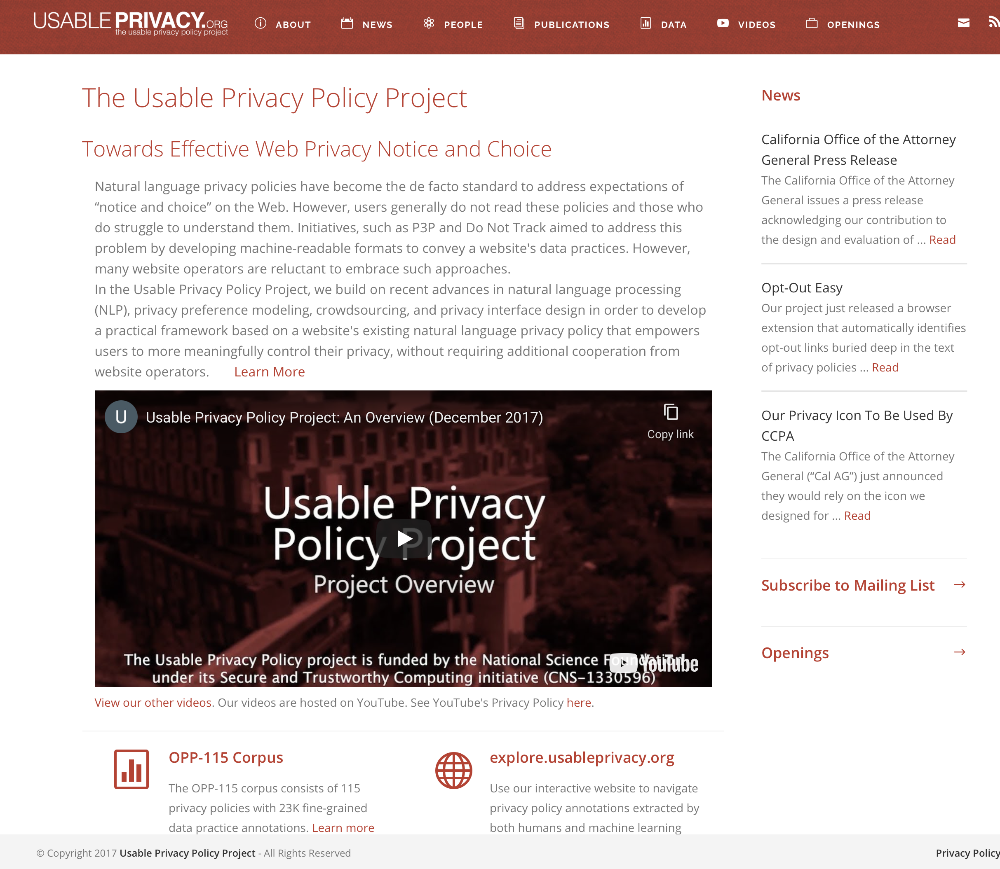 USABLE PRIVACY.ORG
the usable privacy policy project
ABOUT
NEWS
PEOPLE
PUBLICATIONS
DATA
VIDEOS
OPENINGS
The Usable Privacy Policy Project
Towards Effective Web Privacy Notice and Choice
Natural language privacy policies have become the de facto standard to address expectations of
“notice and choice” on the Web. However, users generally do not read these policies and those who
do struggle to understand them. Initiatives, such as P3P and Do Not Track aimed to address this
problem by developing machine-readable formats to convey a website's data practices. However,
many website operators are reluctant to embrace such approaches.
In the Usable Privacy Policy Project, we build on recent advances in natural language processing
(NLP), privacy preference modeling, crowdsourcing, and privacy interface design in order to develop
a practical framework based on a website's existing natural language privacy policy that empowers
users to more meaningfully control their privacy, without requiring additional cooperation from
website operators. Learn More
U
Usable Privacy Policy Project: An Overview (December 2017)
Copy link
Usable Privacy
Policy Project
Project Overview
The Usable Privacy Policy project is funded by the National Science Foundation
under its Secure and Trustworthy Computing initiative (CNS-1330596)
YouTube
View our other videos. Our videos are hosted on YouTube. See YouTube's Privacy Policy here.
OPP-115 Corpus
The OPP-115 corpus consists of 115
privacy policies with 23K fine-grained
data practice annotations. Learn more
explore.usableprivacy.org
Use our interactive website to navigate
privacy policy annotations extracted by
both humans and machine learning
News
California Office of the Attorney
General Press Release
The California Office of the Attorney
General issues a press release
acknowledging our contribution to
the design and evaluation of ... Read
Opt-Out Easy
Our project just released a browser
extension that automatically identifies
opt-out links buried deep in the text
of privacy policies ... Read
Our Privacy Icon To Be Used By
CCPA
The California Office of the Attorney
General (“Cal AG”) just announced
they would rely on the icon we
designed for ... Read
Subscribe to Mailing List →
Openings →
© Copyright 2017 Usable Privacy Policy Project - All Rights Reserved
Privacy Policy